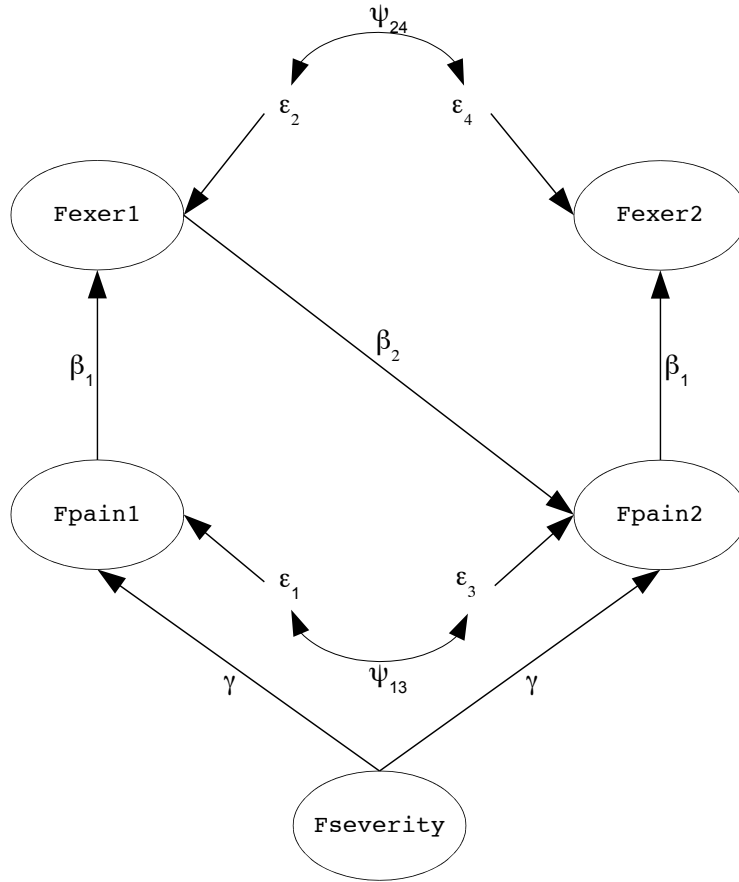 ψ₂₄
ε₂ ε₄
Fexer1 Fexer2
β₂
β₁ β₁
Fpain1 Fpain2
ε₁ ε₃
ψ₁₃
γ γ
Fseverity